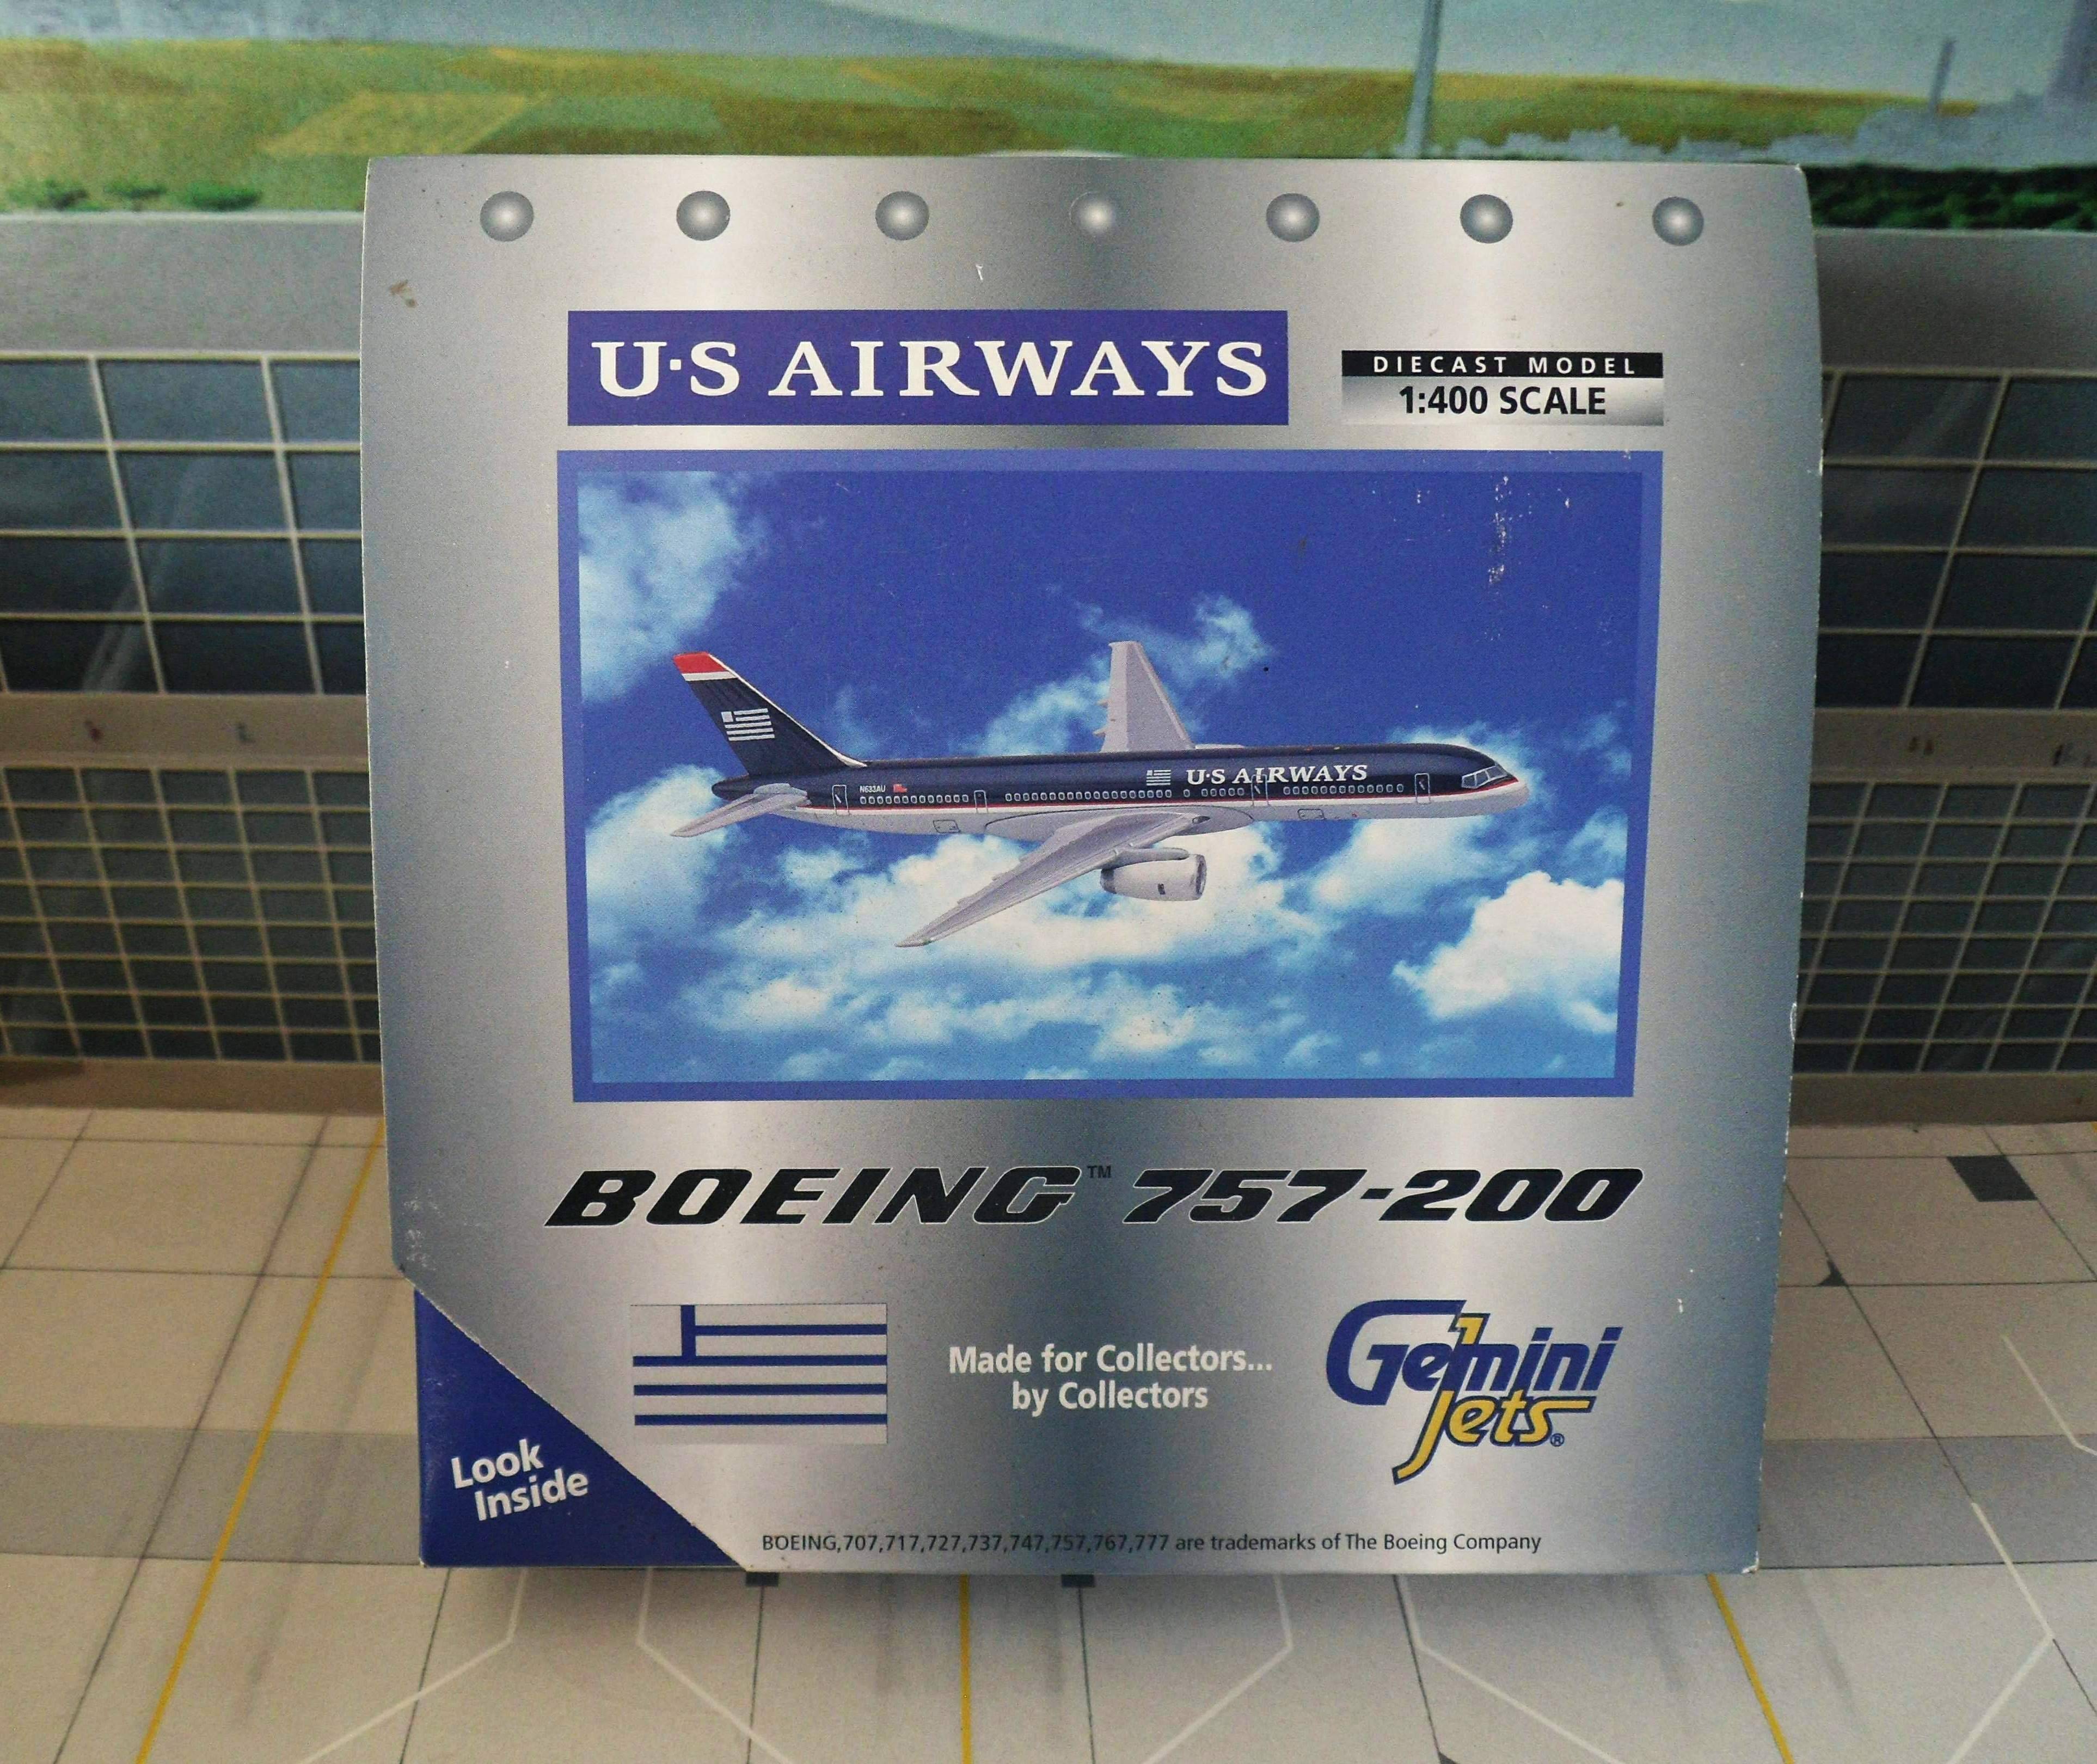 U·S AIRWAYS
DIECAST MODEL
1:400 SCALE
U·S AIRWAYS
N633AU
BOEING™ 757-200
Made for Collectors...
by Collectors
Gemini
Jets®
Look
Inside
BOEING,707,717,727,737,747,757,767,777 are trademarks of The Boeing Company